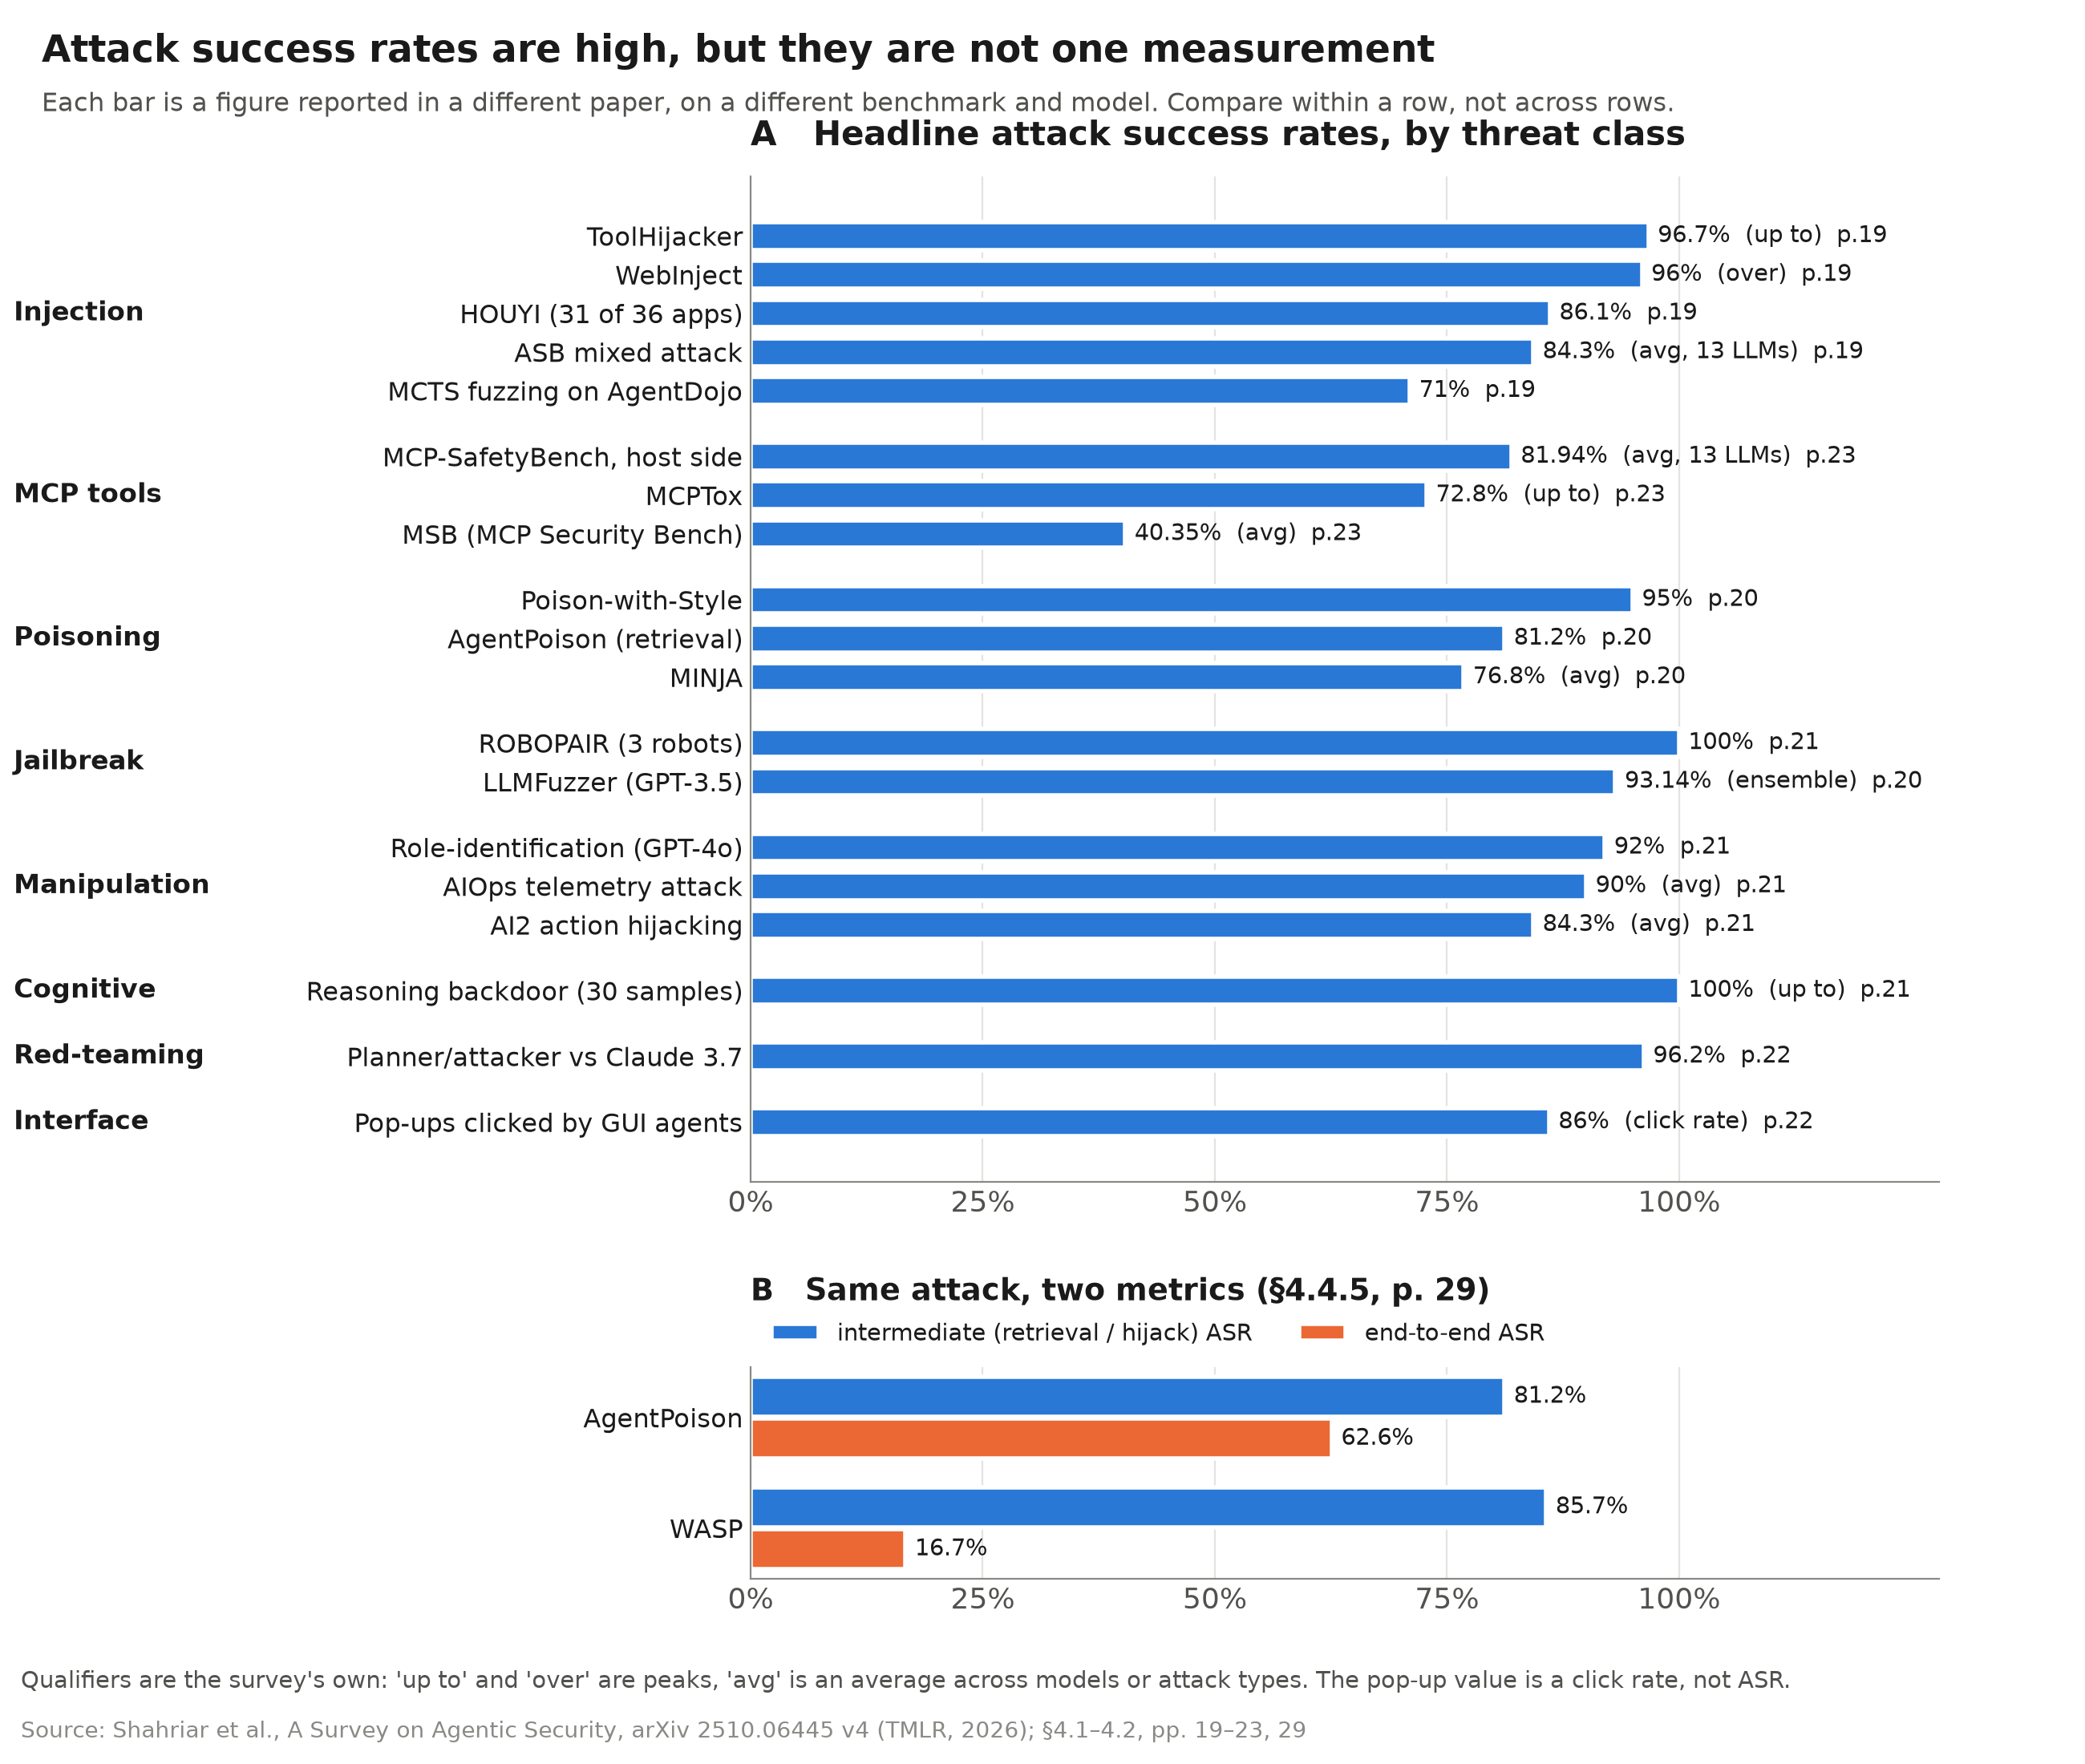 Attack success rates are high, but they are not one measurement
Each bar is a figure reported in a different paper, on a different benchmark and model. Compare within a row, not across rows.
A Headline attack success rates, by threat class
Injection
ToolHijacker 96.7% (up to) p.19
WebInject 96% (over) p.19
HOUYI (31 of 36 apps) 86.1% p.19
ASB mixed attack 84.3% (avg, 13 LLMs) p.19
MCTS fuzzing on AgentDojo 71% p.19
MCP tools
MCP-SafetyBench, host side 81.94% (avg, 13 LLMs) p.23
MCPTox 72.8% (up to) p.23
MSB (MCP Security Bench) 40.35% (avg) p.23
Poisoning
Poison-with-Style 95% p.20
AgentPoison (retrieval) 81.2% p.20
MINJA 76.8% (avg) p.20
Jailbreak
ROBOPAIR (3 robots) 100% p.21
LLMFuzzer (GPT-3.5) 93.14% (ensemble) p.20
Manipulation
Role-identification (GPT-4o) 92% p.21
AIOps telemetry attack 90% (avg) p.21
AI2 action hijacking 84.3% (avg) p.21
Cognitive
Reasoning backdoor (30 samples) 100% (up to) p.21
Red-teaming
Planner/attacker vs Claude 3.7 96.2% p.22
Interface
Pop-ups clicked by GUI agents 86% (click rate) p.22
0% 25% 50% 75% 100%
B Same attack, two metrics (§4.4.5, p. 29)
intermediate (retrieval / hijack) ASR end-to-end ASR
AgentPoison
81.2%
62.6%
WASP
85.7%
16.7%
0% 25% 50% 75% 100%
Qualifiers are the survey's own: 'up to' and 'over' are peaks, 'avg' is an average across models or attack types. The pop-up value is a click rate, not ASR.
Source: Shahriar et al., A Survey on Agentic Security, arXiv 2510.06445 v4 (TMLR, 2026); §4.1–4.2, pp. 19–23, 29